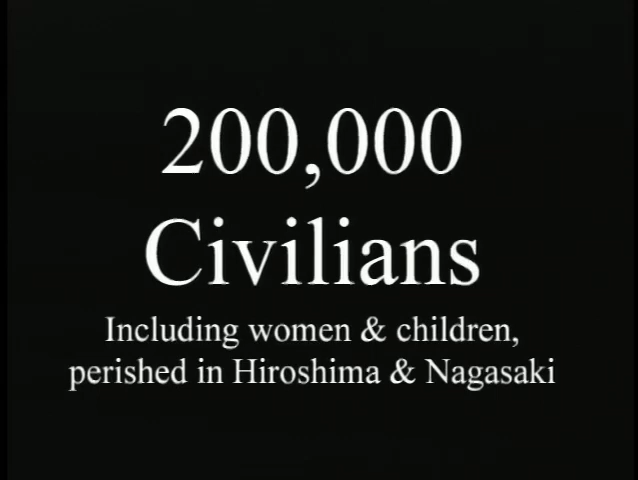 200,000
Civilians
Including women & children,
perished in Hiroshima & Nagasaki